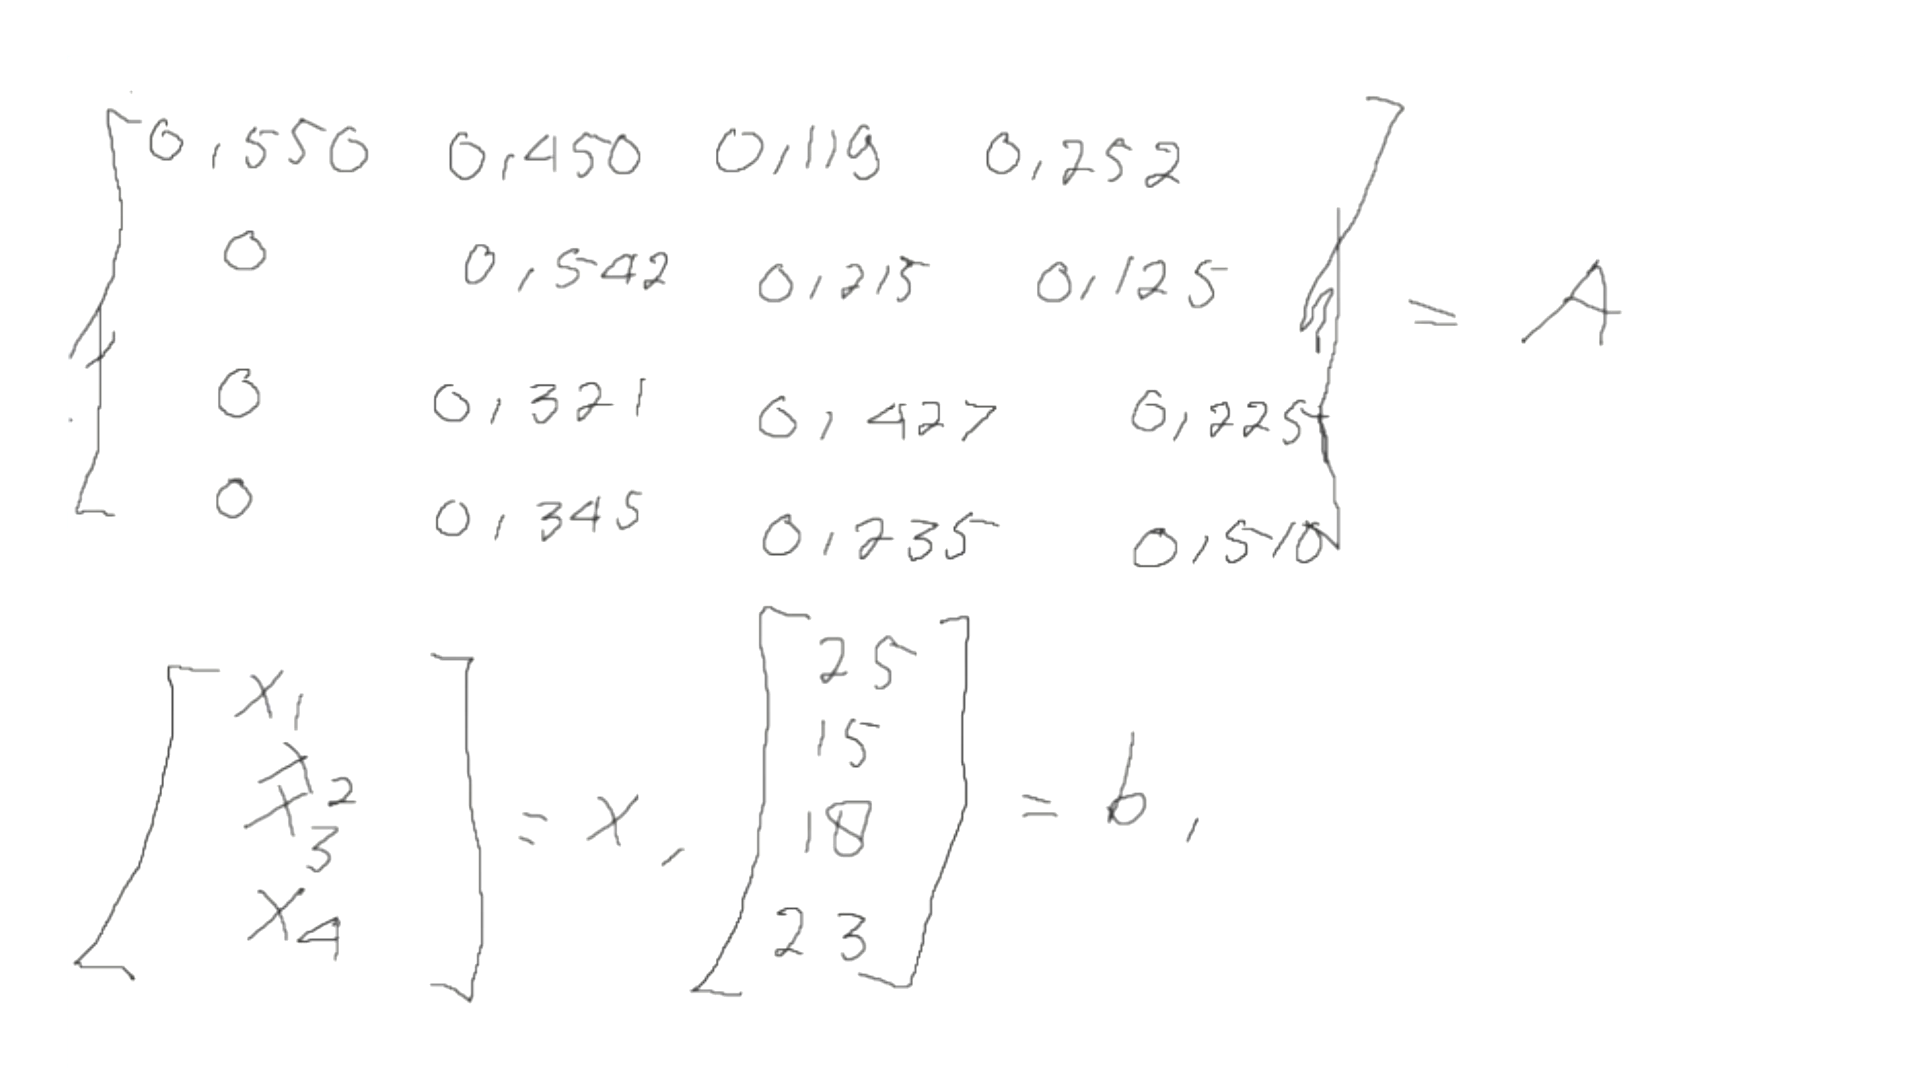 [0,550 0,450 0,119 0,252
0 0,542 0,215 0,125
0 0,321 0,427 0,225
0 0,345 0,235 0,510] = A
[x1
x2
x3
x4] = x, [25
15
18
23] = b,